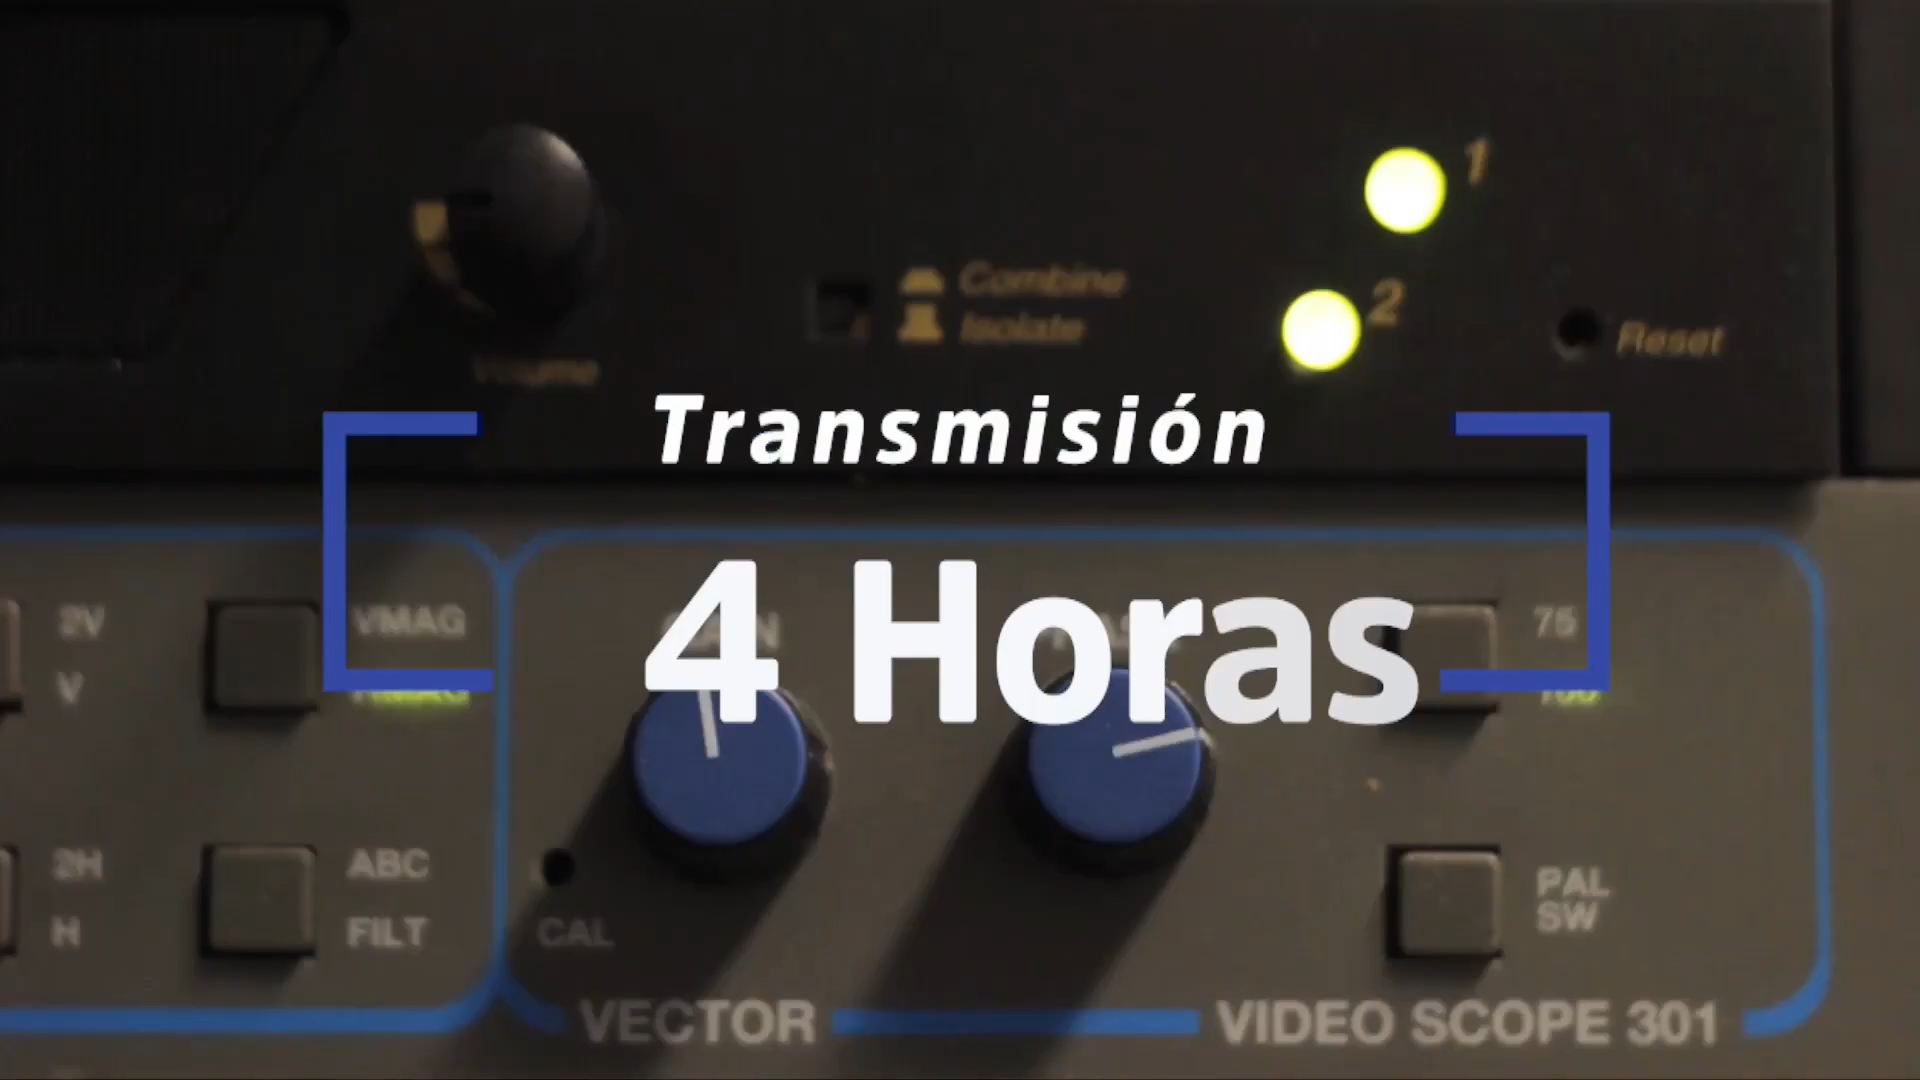 1
Combine
2
Isolate
Reset
Volume
Transmisión
4 Horas
2V
VMAG
75
V
2H
ABC
PAL
SW
H
FILT
CAL
VECTOR
VIDEO SCOPE 301